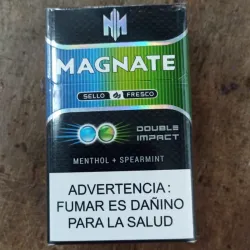 MAGNATE
SELLO FRESCO
DOUBLE
IMPACT
MENTHOL + SPEARMINT
ADVERTENCIA:
FUMAR ES DAÑINO
PARA LA SALUD